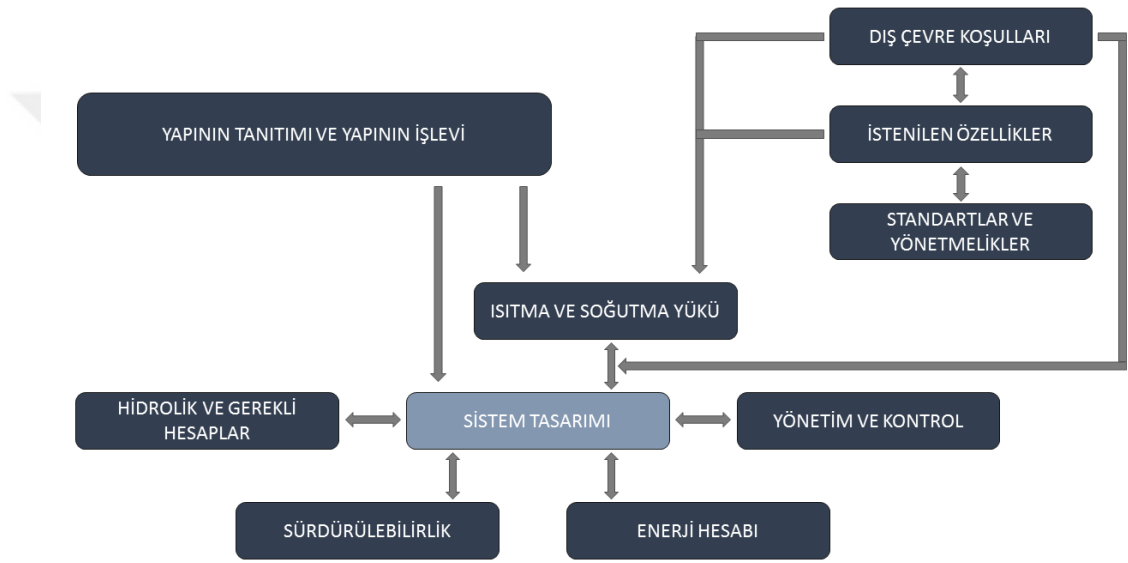 DIŞ ÇEVRE KOŞULLARI
YAPININ TANITIMI VE YAPININ İŞLEVİ
İSTENİLEN ÖZELLİKLER
STANDARTLAR VE
YÖNETMELİKLER
ISITMA VE SOĞUTMA YÜKÜ
HİDROLİK VE GEREKLİ
HESAPLAR
SİSTEM TASARIMI
YÖNETİM VE KONTROL
SÜRDÜRÜLEBİLİRLİK
ENERJİ HESABI